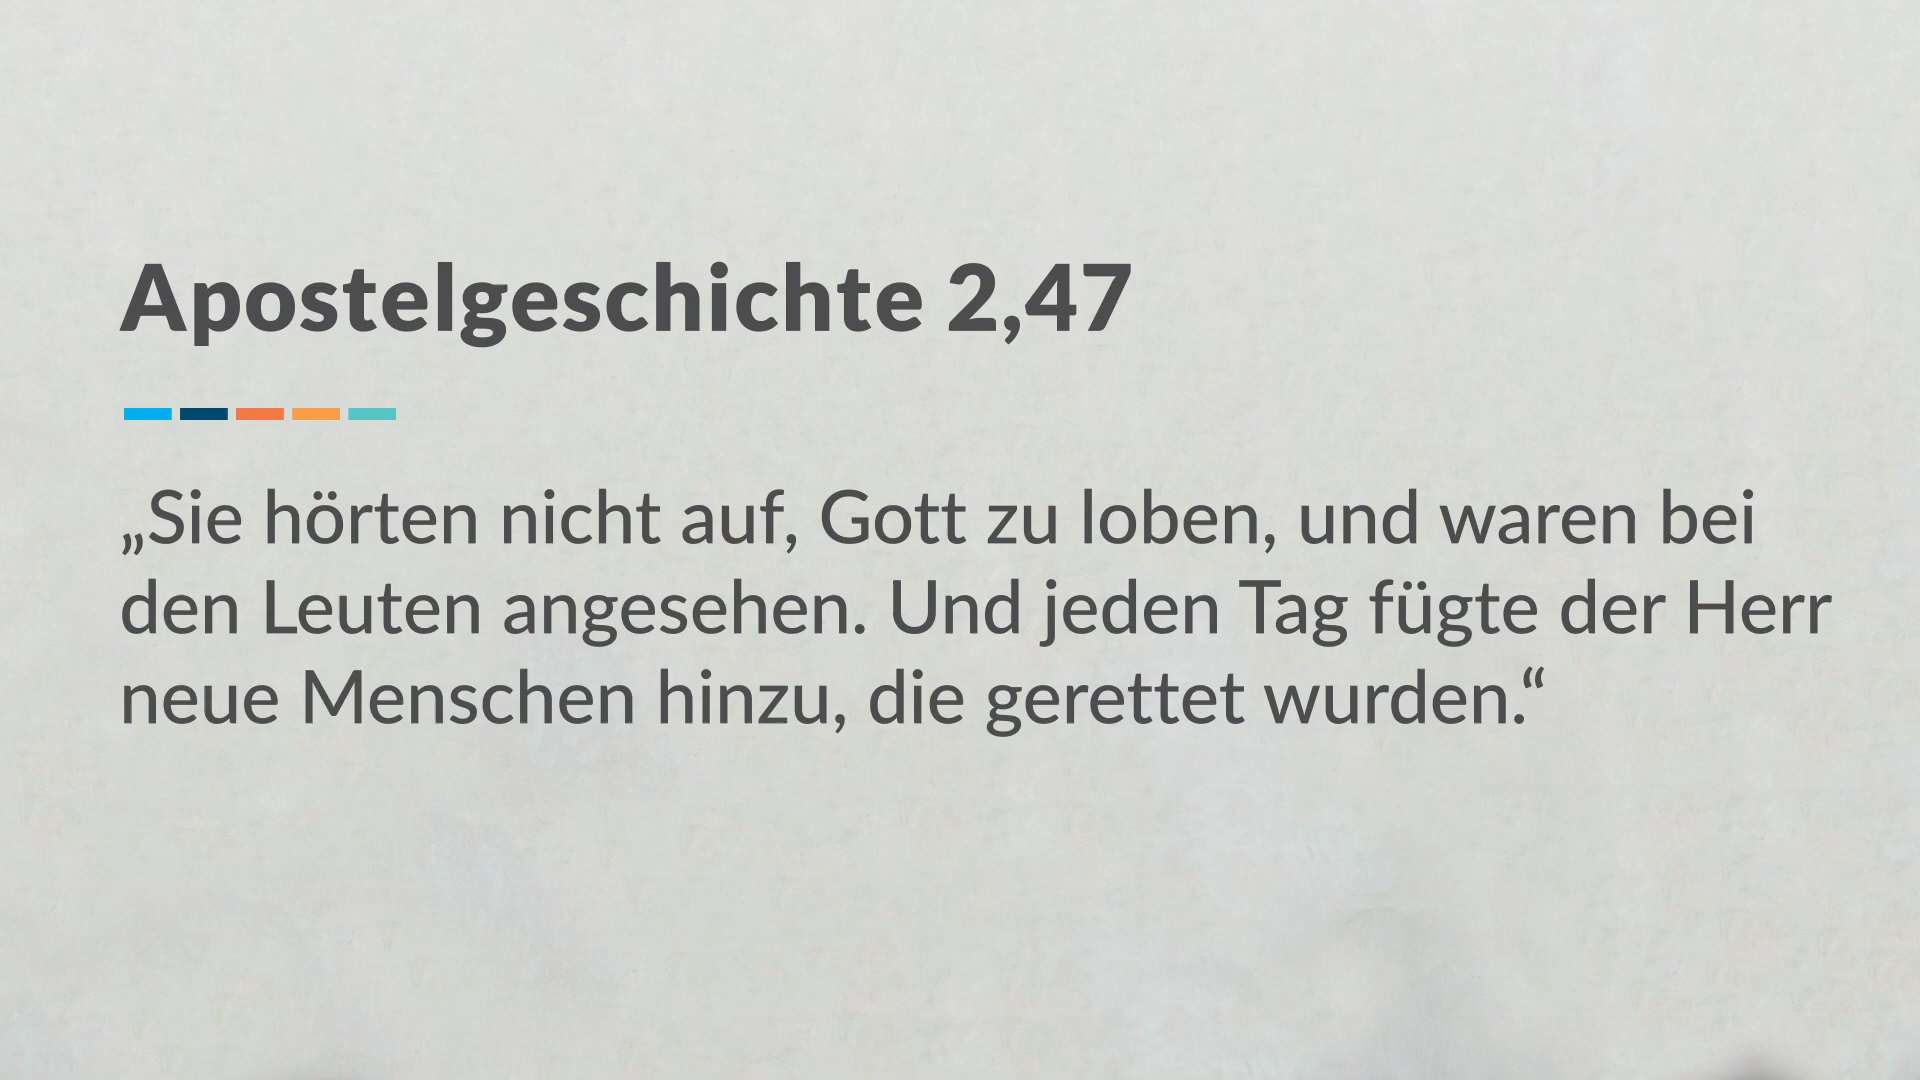 Apostelgeschichte 2,47
„Sie hörten nicht auf, Gott zu loben, und waren bei
den Leuten angesehen. Und jeden Tag fügte der Herr
neue Menschen hinzu, die gerettet wurden.“